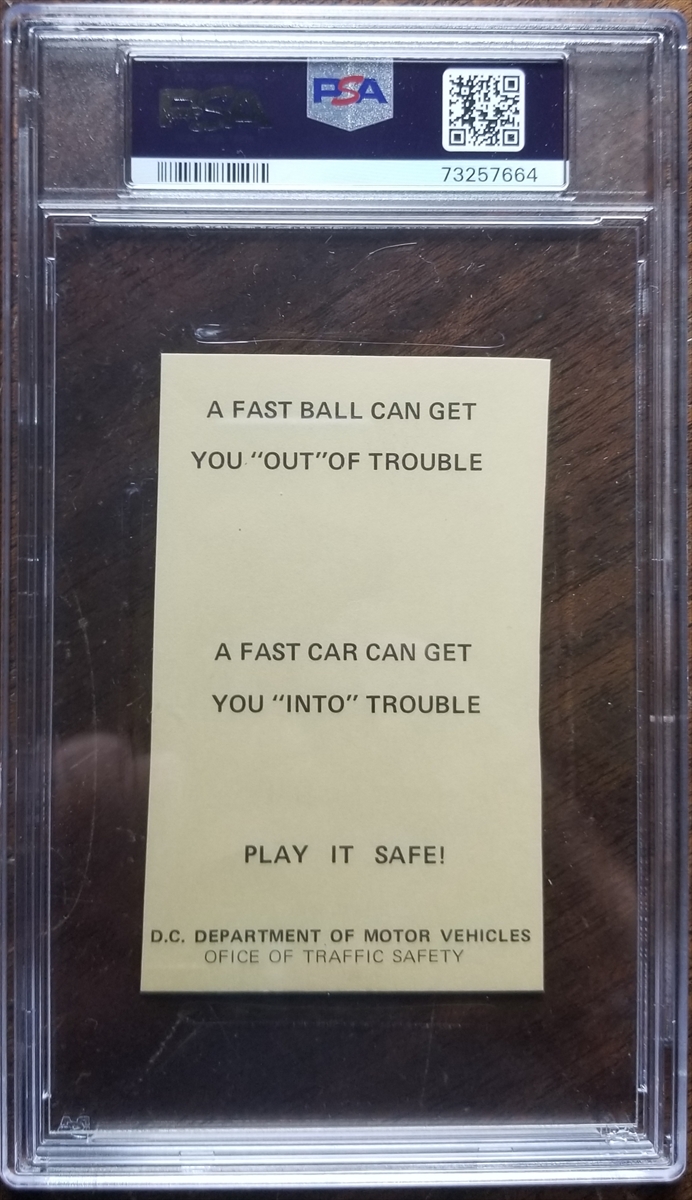 PSA
PSA
73257664
A FAST BALL CAN GET
YOU "OUT"OF TROUBLE
A FAST CAR CAN GET
YOU "INTO" TROUBLE
PLAY IT SAFE!
D.C. DEPARTMENT OF MOTOR VEHICLES
OFICE OF TRAFFIC SAFETY